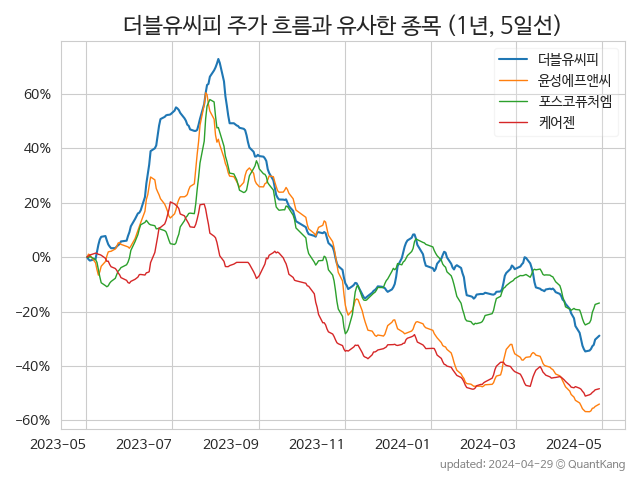 더블유씨피 주가 흐름과 유사한 종목 (1년, 5일선)
더블유씨피
윤성에프앤씨
포스코퓨처엠
케어젠
60%
40%
20%
0%
−20%
−40%
−60%
2023-05 2023-07 2023-09 2023-11 2024-01 2024-03 2024-05
updated: 2024-04-29 © QuantKang